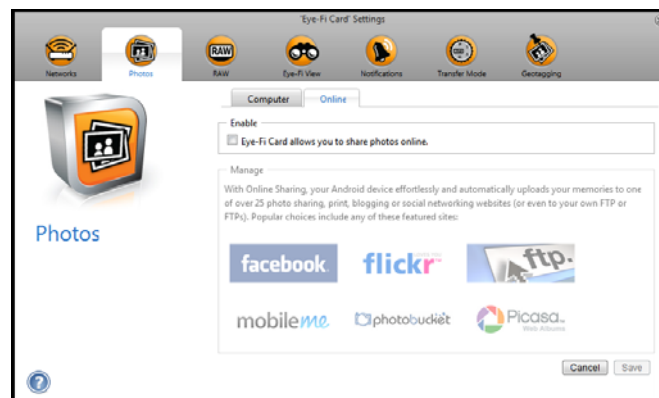 'Eye-Fi Card' Settings
Networks
Photos
RAW
RAW
Eye-Fi View
Notifications
Transfer Mode
Geotagging
Photos
Computer
Online
Enable
Eye-Fi Card allows you to share photos online.
Manage
With Online Sharing, your Android device effortlessly and automatically uploads your memories to one
of over 25 photo sharing, print, blogging or social networking websites (or even to your own FTP or
FTPs). Popular choices include any of these featured sites:
facebook
flickr
ftp.
mobileme
photobucket
Picasa
Web Albums
Cancel
Save
?